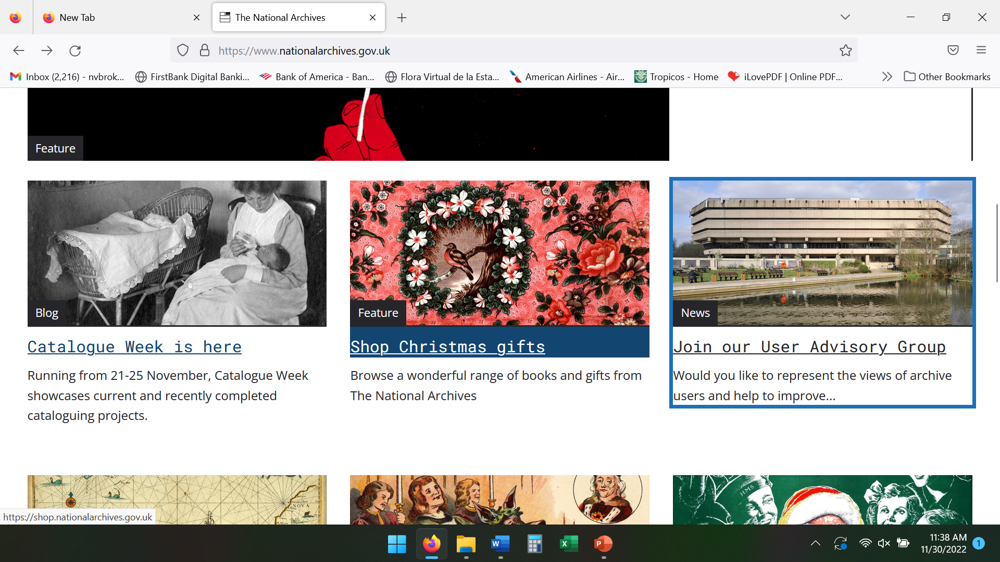 New Tab
The National Archives
https://www.nationalarchives.gov.uk
Inbox (2,216) - nvbrok...
FirstBank Digital Banki...
Bank of America - Ban...
Flora Virtual de la Esta...
American Airlines - Air...
Tropicos - Home
iLovePDF | Online PDF...
Other Bookmarks
Feature
Blog
Catalogue Week is here
Running from 21-25 November, Catalogue Week
showcases current and recently completed
cataloguing projects.
Feature
Shop Christmas gifts
Browse a wonderful range of books and gifts from
The National Archives
News
Join our User Advisory Group
Would you like to represent the views of archive
users and help to improve...
NOVA
HMS
https://shop.nationalarchives.gov.uk
W
X
P
11:38 AM
11/30/2022
1